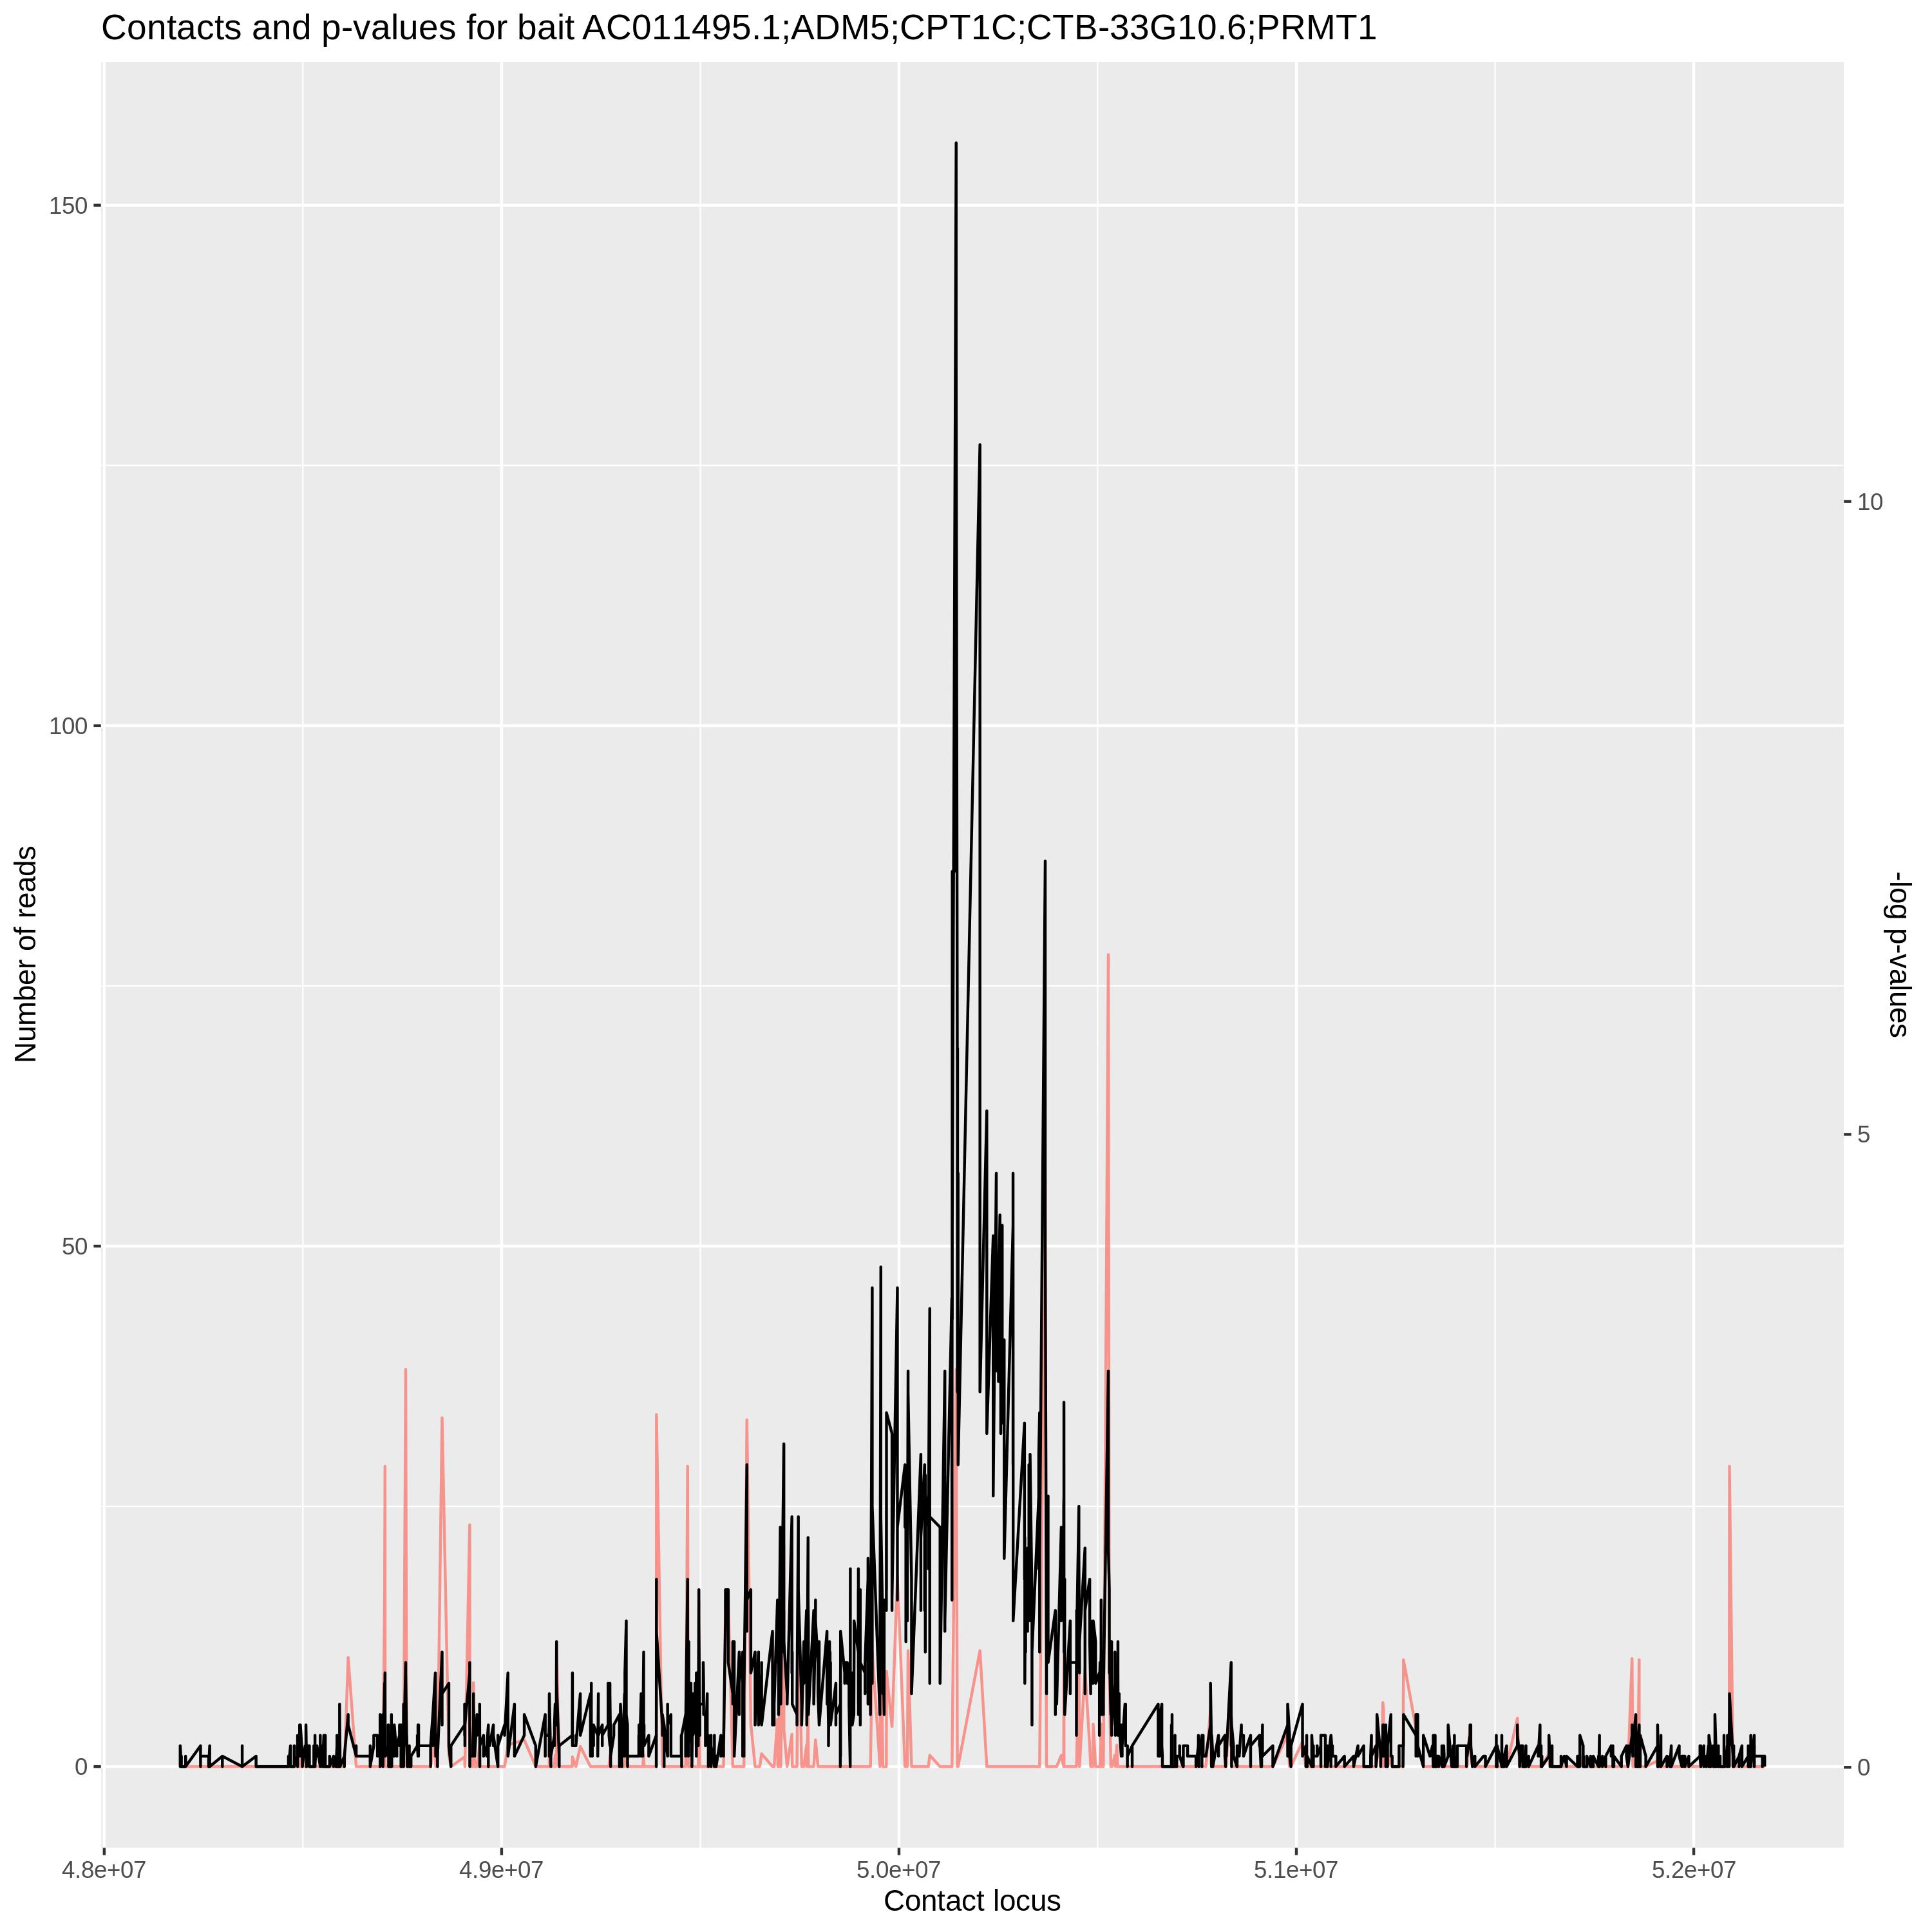 Contacts and p-values for bait AC011495.1;ADM5;CPT1C;CTB-33G10.6;PRMT1
150
100
50
0
Number of reads
10
5
0
-log p-values
4.8e+07 4.9e+07 5.0e+07 5.1e+07 5.2e+07
Contact locus